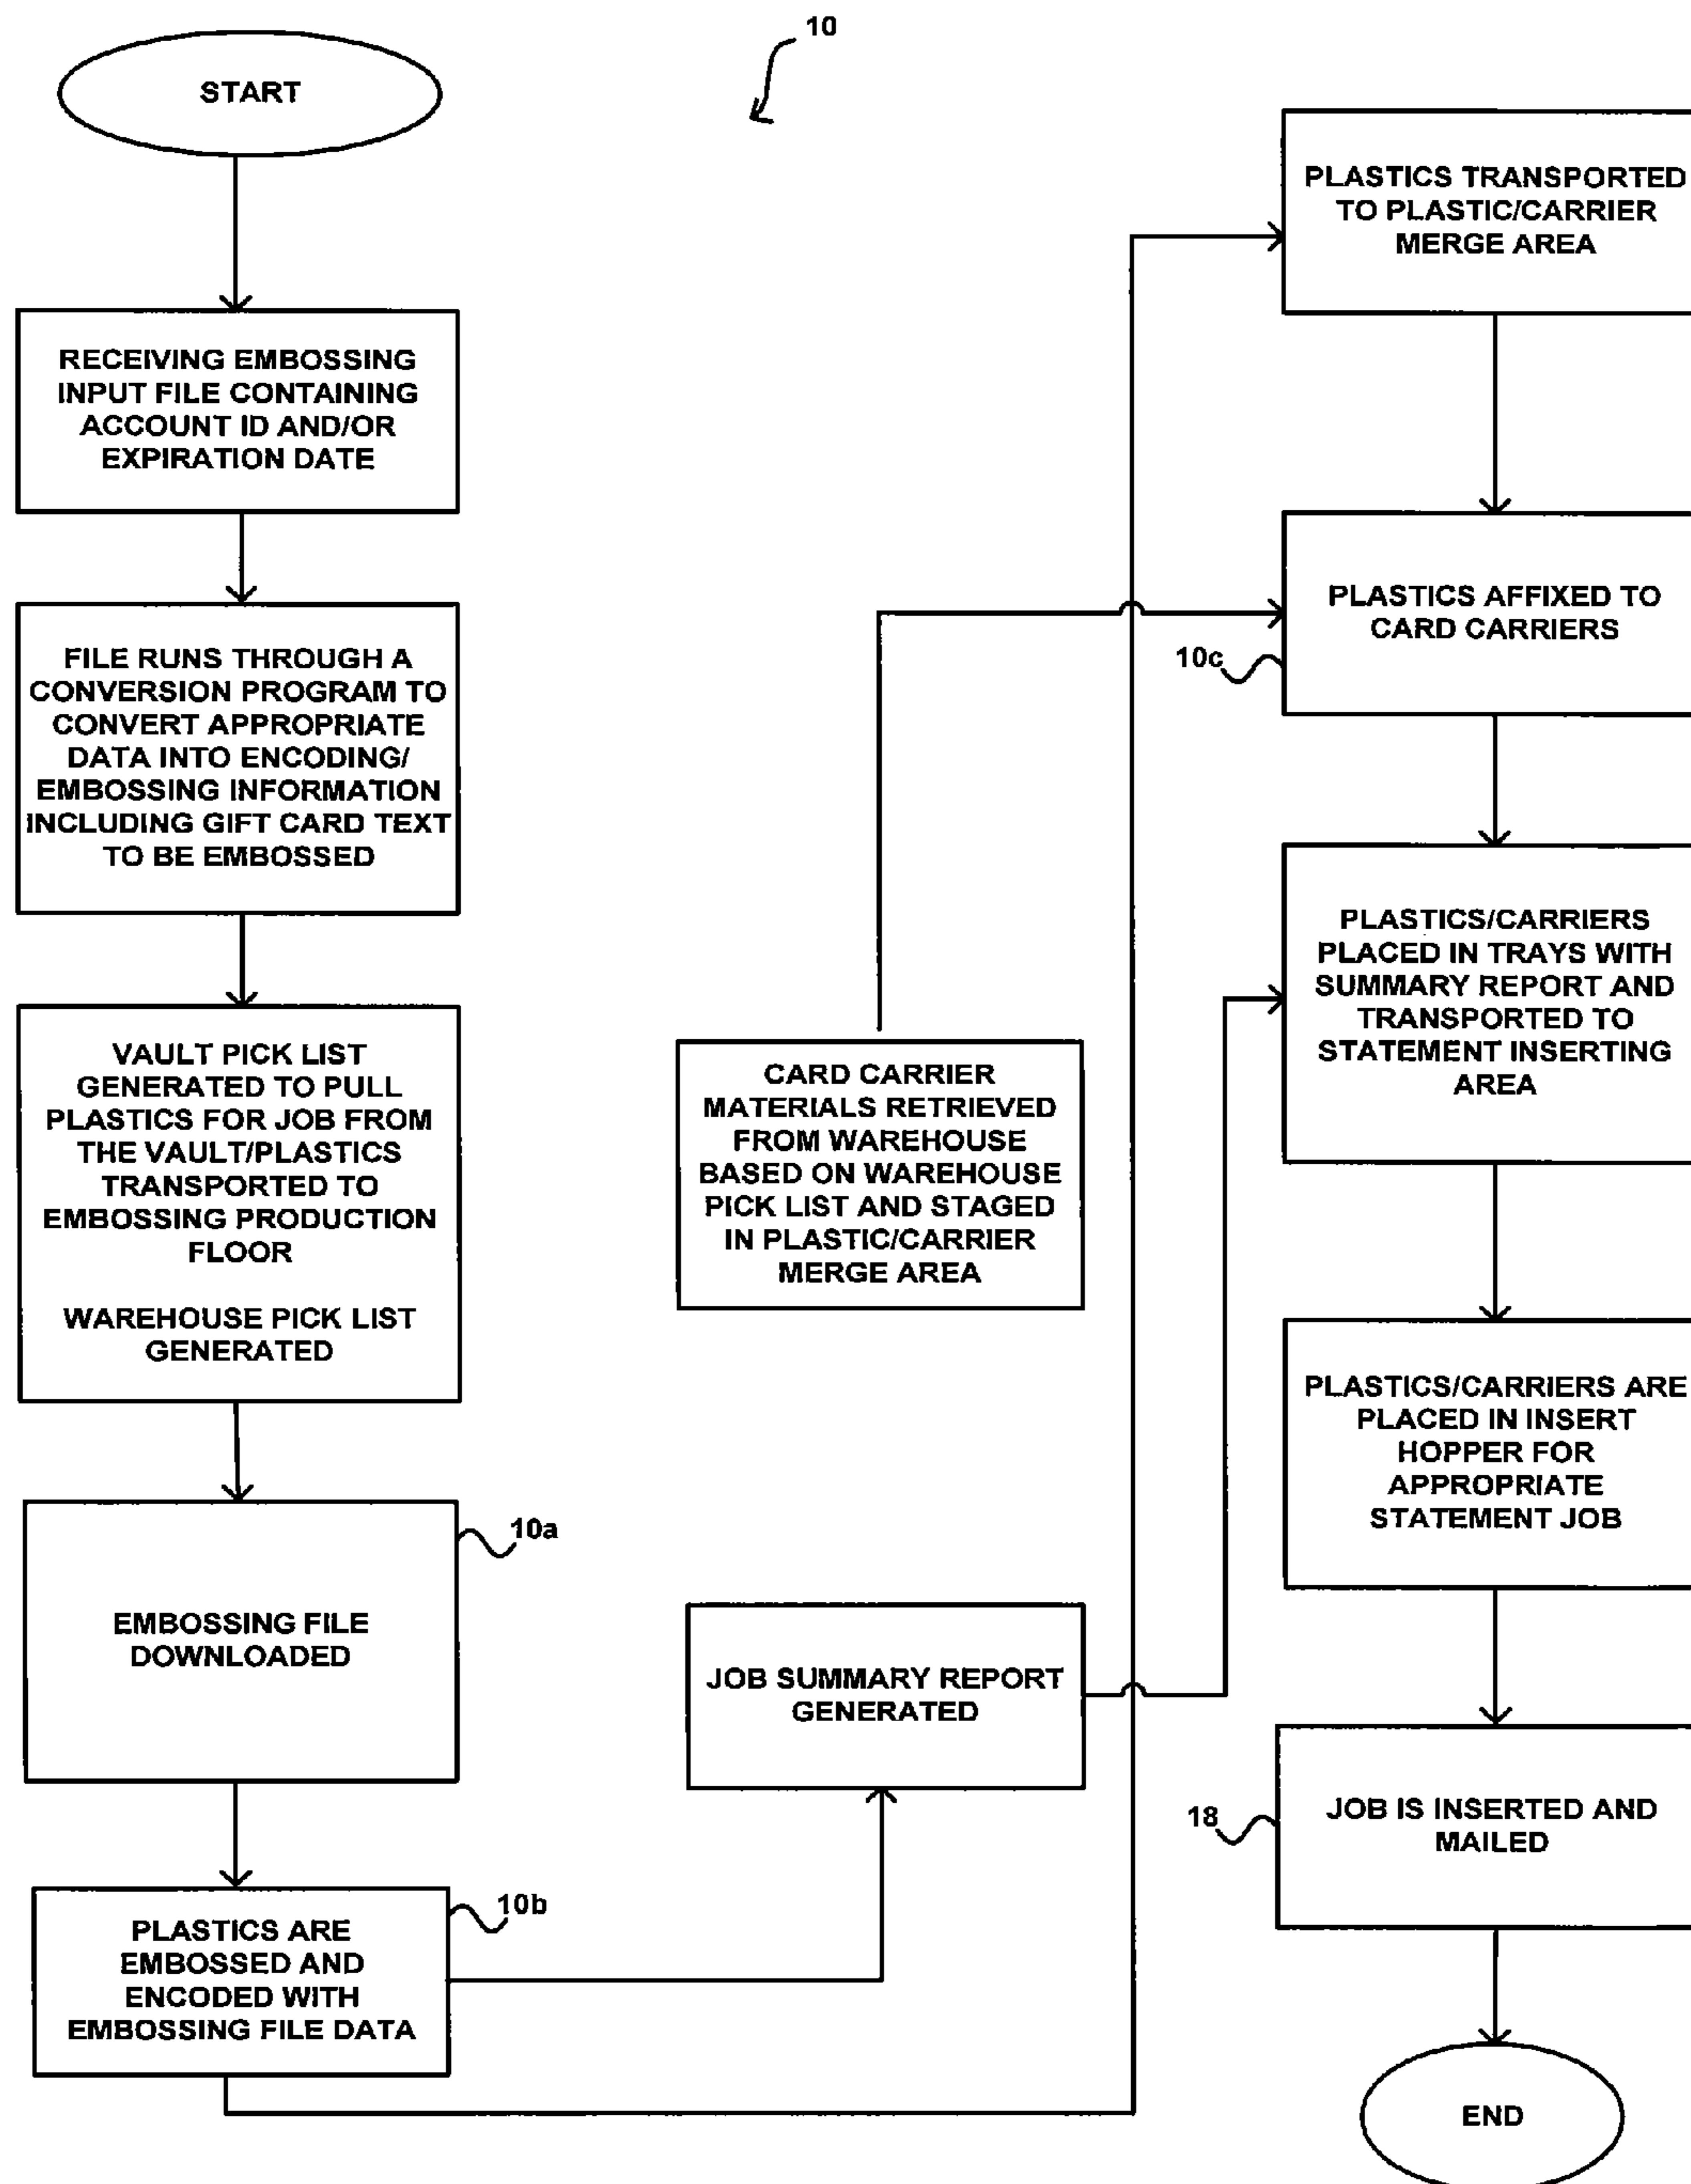 10
START
RECEIVING EMBOSSING
INPUT FILE CONTAINING
ACCOUNT ID AND/OR
EXPIRATION DATE
FILE RUNS THROUGH A
CONVERSION PROGRAM TO
CONVERT APPROPRIATE
DATA INTO ENCODING/
EMBOSSING INFORMATION
INCLUDING GIFT CARD TEXT
TO BE EMBOSSED
VAULT PICK LIST
GENERATED TO PULL
PLASTICS FOR JOB FROM
THE VAULT/PLASTICS
TRANSPORTED TO
EMBOSSING PRODUCTION
FLOOR
WAREHOUSE PICK LIST
GENERATED
10a
EMBOSSING FILE
DOWNLOADED
10b
PLASTICS ARE
EMBOSSED AND
ENCODED WITH
EMBOSSING FILE DATA
CARD CARRIER
MATERIALS RETRIEVED
FROM WAREHOUSE
BASED ON WAREHOUSE
PICK LIST AND STAGED
IN PLASTIC/CARRIER
MERGE AREA
JOB SUMMARY REPORT
GENERATED
PLASTICS TRANSPORTED
TO PLASTIC/CARRIER
MERGE AREA
PLASTICS AFFIXED TO
CARD CARRIERS
10c
PLASTICS/CARRIERS
PLACED IN TRAYS WITH
SUMMARY REPORT AND
TRANSPORTED TO
STATEMENT INSERTING
AREA
PLASTICS/CARRIERS ARE
PLACED IN INSERT
HOPPER FOR
APPROPRIATE
STATEMENT JOB
18
JOB IS INSERTED AND
MAILED
END